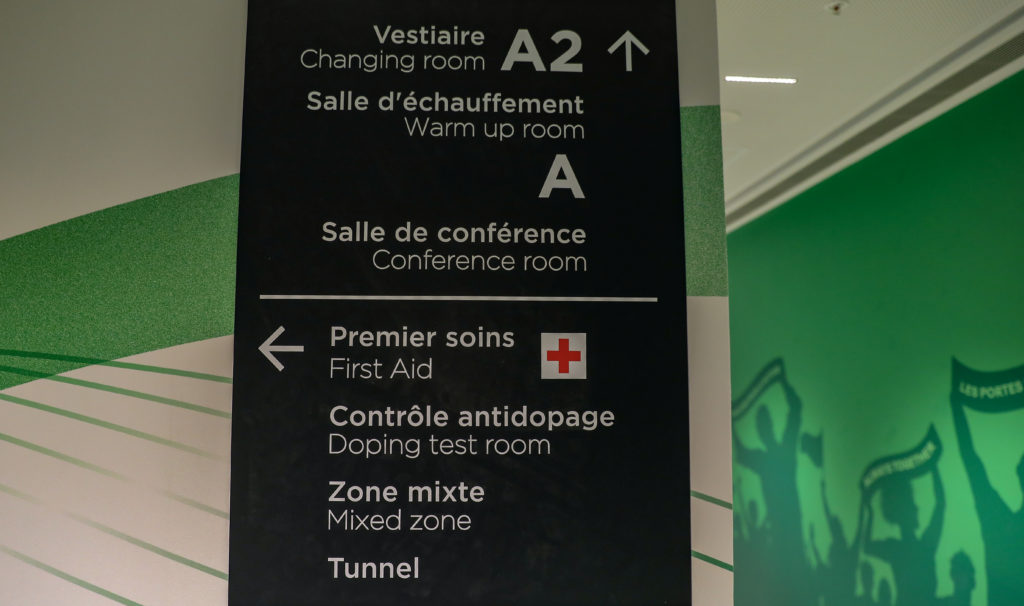 Vestiaire
Changing room
A2
Salle d'échauffement
Warm up room
A
Salle de conférence
Conference room
Premier soins
First Aid
Contrôle antidopage
Doping test room
Zone mixte
Mixed zone
Tunnel
LES PORTES
TOGETHER